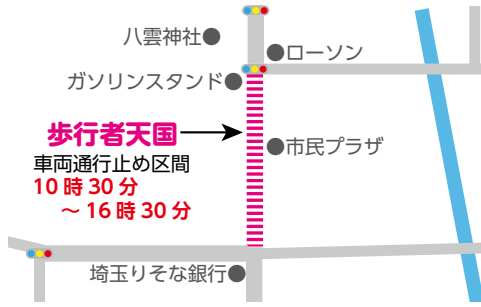 八雲神社●
●ローソン
ガソリンスタンド●
歩行者天国
●市民プラザ
車両通行止め区間
10時30分
～16時30分
埼玉りそな銀行●